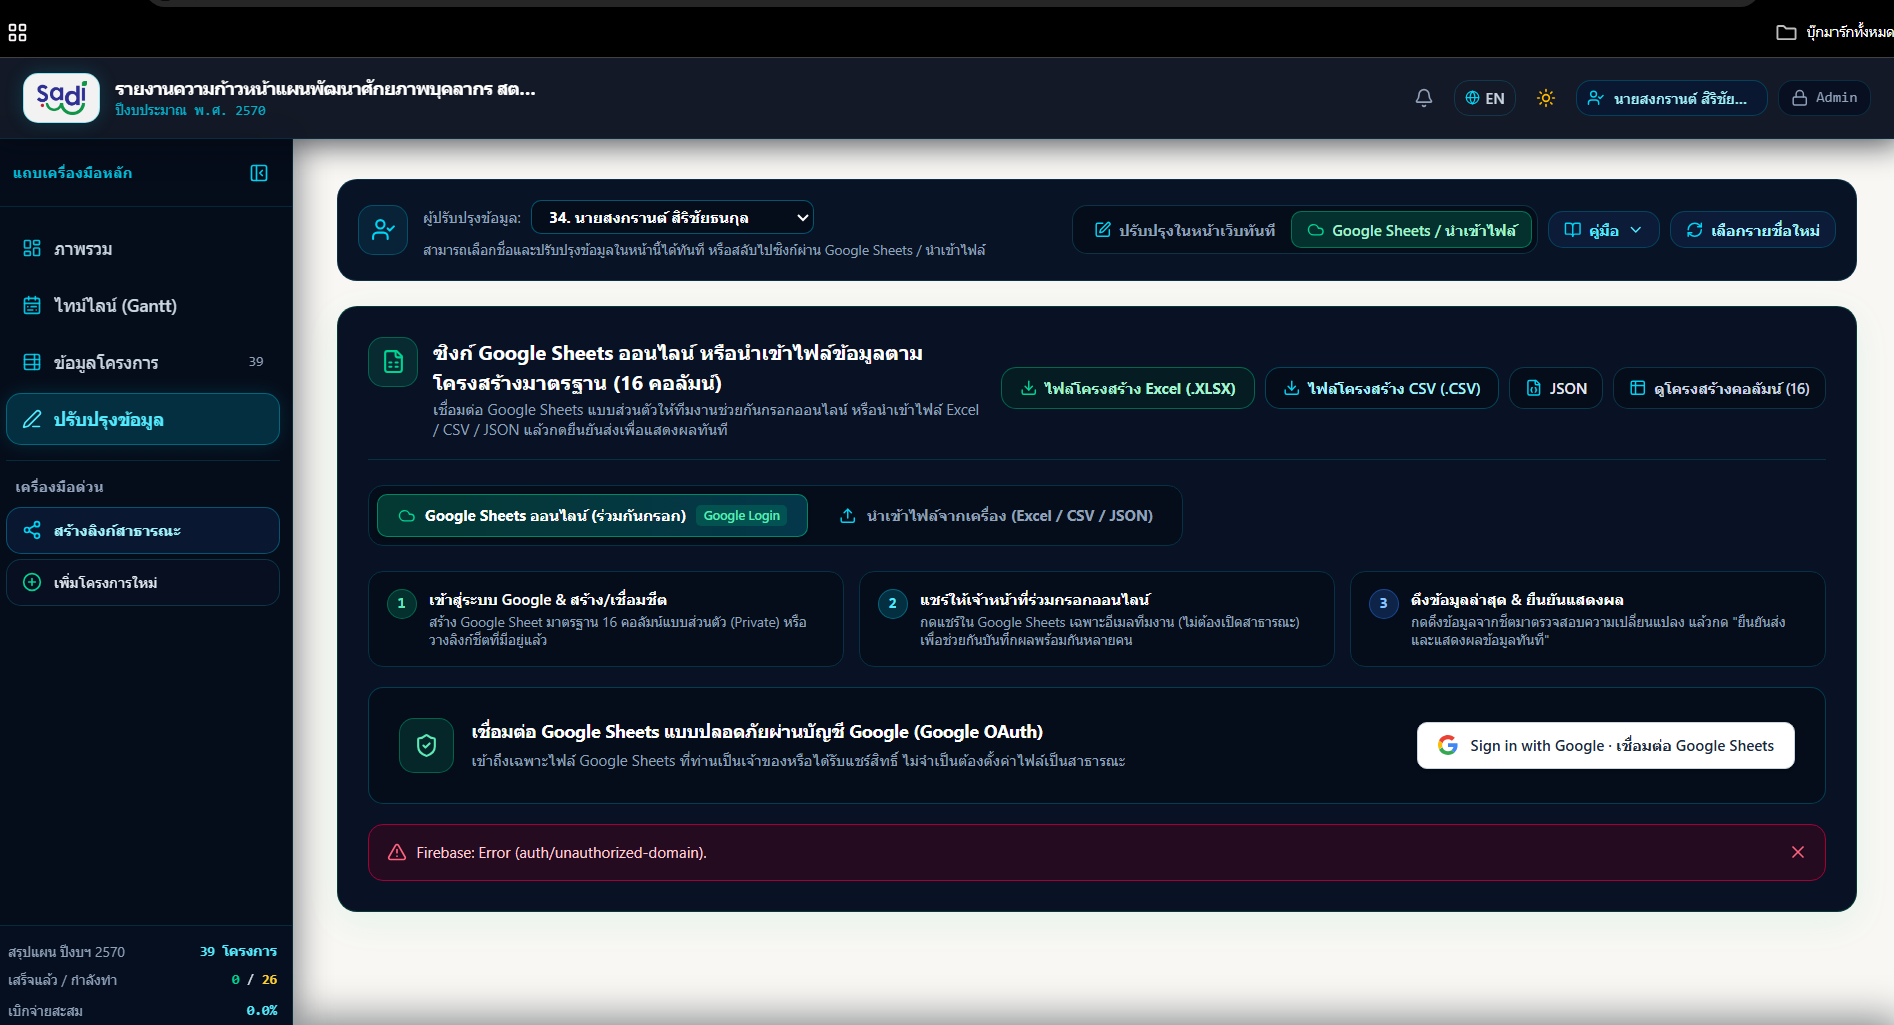 บุ๊กมาร์กทั้งหมด
sadi
รายงานความก้าวหน้าแผนพัฒนาศักยภาพบุคลากร สต...
ปีงบประมาณ พ.ศ. 2570
EN
นายสงกรานต์ สิริชัย...
Admin
แถบเครื่องมือหลัก
ภาพรวม
ไทม์ไลน์ (Gantt)
ข้อมูลโครงการ 39
ปรับปรุงข้อมูล
เครื่องมือด่วน
สร้างลิงก์สาธารณะ
เพิ่มโครงการใหม่
สรุปแผน ปีงบฯ 2570 39 โครงการ
เสร็จแล้ว / กำลังทำ 0 / 26
เบิกจ่ายสะสม 0.0%
ผู้ปรับปรุงข้อมูล: 34. นายสงกรานต์ สิริชัยธนกุล
สามารถเลือกชื่อและปรับปรุงข้อมูลในหน้านี้ได้ทันที หรือสลับไปซิงก์ผ่าน Google Sheets / นำเข้าไฟล์
ปรับปรุงในหน้าเว็บทันที
Google Sheets / นำเข้าไฟล์
คู่มือ
เลือกรายชื่อใหม่
ซิงก์ Google Sheets ออนไลน์ หรือนำเข้าไฟล์ข้อมูลตาม
โครงสร้างมาตรฐาน (16 คอลัมน์)
เชื่อมต่อ Google Sheets แบบส่วนตัวให้ทีมงานช่วยกันกรอกออนไลน์ หรือนำเข้าไฟล์ Excel
/ CSV / JSON แล้วกดยืนยันส่งเพื่อแสดงผลทันที
ไฟล์โครงสร้าง Excel (.XLSX)
ไฟล์โครงสร้าง CSV (.CSV)
JSON
ดูโครงสร้างคอลัมน์ (16)
Google Sheets ออนไลน์ (ร่วมกันกรอก) Google Login
นำเข้าไฟล์จากเครื่อง (Excel / CSV / JSON)
1 เข้าสู่ระบบ Google & สร้าง/เชื่อมชีต
สร้าง Google Sheet มาตรฐาน 16 คอลัมน์แบบส่วนตัว (Private) หรือ
วางลิงก์ชีตที่มีอยู่แล้ว
2 แชร์ให้เจ้าหน้าที่ร่วมกรอกออนไลน์
กดแชร์ใน Google Sheets เฉพาะอีเมลทีมงาน (ไม่ต้องเปิดสาธารณะ)
เพื่อช่วยกันบันทึกผลพร้อมกันหลายคน
3 ดึงข้อมูลล่าสุด & ยืนยันแสดงผล
กดดึงข้อมูลจากชีตมาตรวจสอบความเปลี่ยนแปลง แล้วกด "ยืนยันส่ง
และแสดงผลข้อมูลทันที"
เชื่อมต่อ Google Sheets แบบปลอดภัยผ่านบัญชี Google (Google OAuth)
เข้าถึงเฉพาะไฟล์ Google Sheets ที่ท่านเป็นเจ้าของหรือได้รับแชร์สิทธิ์ ไม่จำเป็นต้องตั้งค่าไฟล์เป็นสาธารณะ
Sign in with Google · เชื่อมต่อ Google Sheets
Firebase: Error (auth/unauthorized-domain).